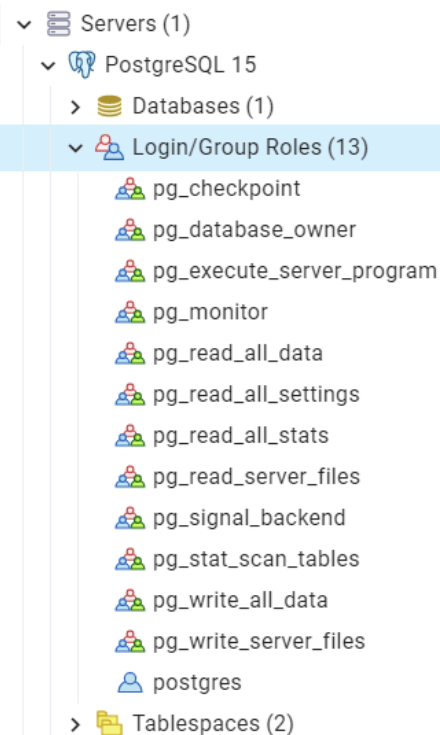 Servers (1)
PostgreSQL 15
Databases (1)
Login/Group Roles (13)
pg_checkpoint
pg_database_owner
pg_execute_server_program
pg_monitor
pg_read_all_data
pg_read_all_settings
pg_read_all_stats
pg_read_server_files
pg_signal_backend
pg_stat_scan_tables
pg_write_all_data
pg_write_server_files
postgres
Tablespaces (2)